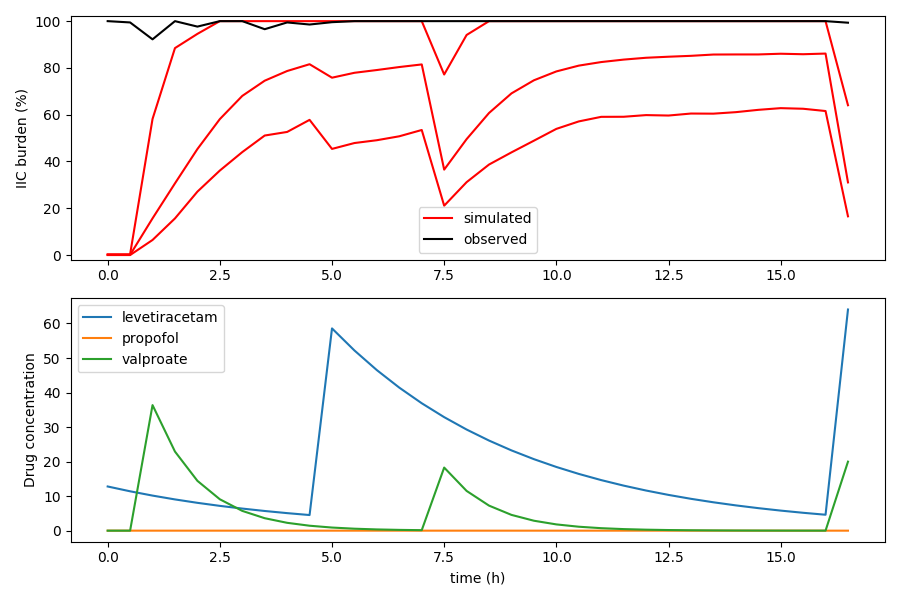 100
80
60
40
20
0
IIC burden (%)
simulated
observed
0.0 2.5 5.0 7.5 10.0 12.5 15.0
60
50
40
30
20
10
0
Drug concentration
levetiracetam
propofol
valproate
0.0 2.5 5.0 7.5 10.0 12.5 15.0
time (h)